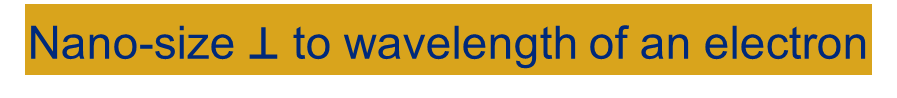 Nano-size ⊥ to wavelength of an electron